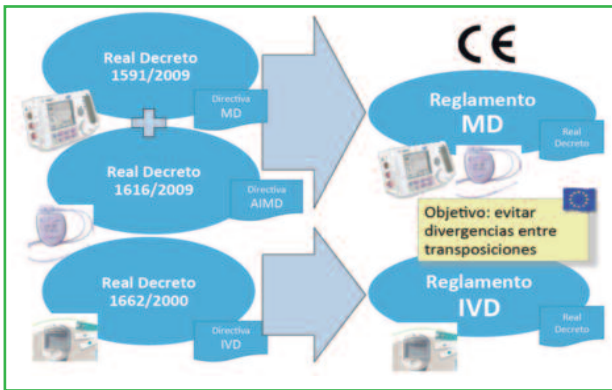 Real Decreto
1591/2009
Directiva
MD
Real Decreto
1616/2009
Directiva
AIMD
Real Decreto
1662/2000
Directiva
IVD
CE
Reglamento
MD
Real
Decreto
Objetivo: evitar
divergencias entre
transposiciones
Reglamento
IVD
Real
Decreto